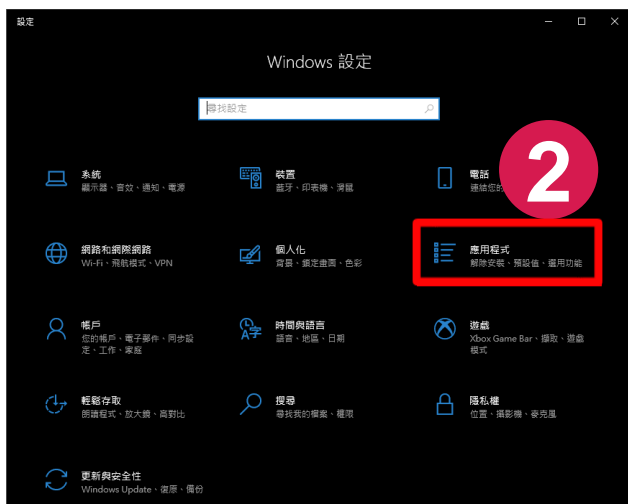 設定
Windows 設定
尋找設定
系統
顯示器、音效、通知、電源
裝置
藍牙、印表機、滑鼠
電話
連結您的
2
網路和網際網路
Wi-Fi、飛航模式、VPN
個人化
背景、鎖定畫面、色彩
應用程式
解除安裝、預設值、選用功能
帳戶
您的帳戶、電子郵件、同步設
定、工作、家庭
時間與語言
語音、地區、日期
遊戲
Xbox Game Bar、擷取、遊戲
模式
輕鬆存取
朗讀程式、放大鏡、高對比
搜尋
尋找我的檔案、權限
隱私權
位置、攝影機、麥克風
更新與安全性
Windows Update、復原、備份